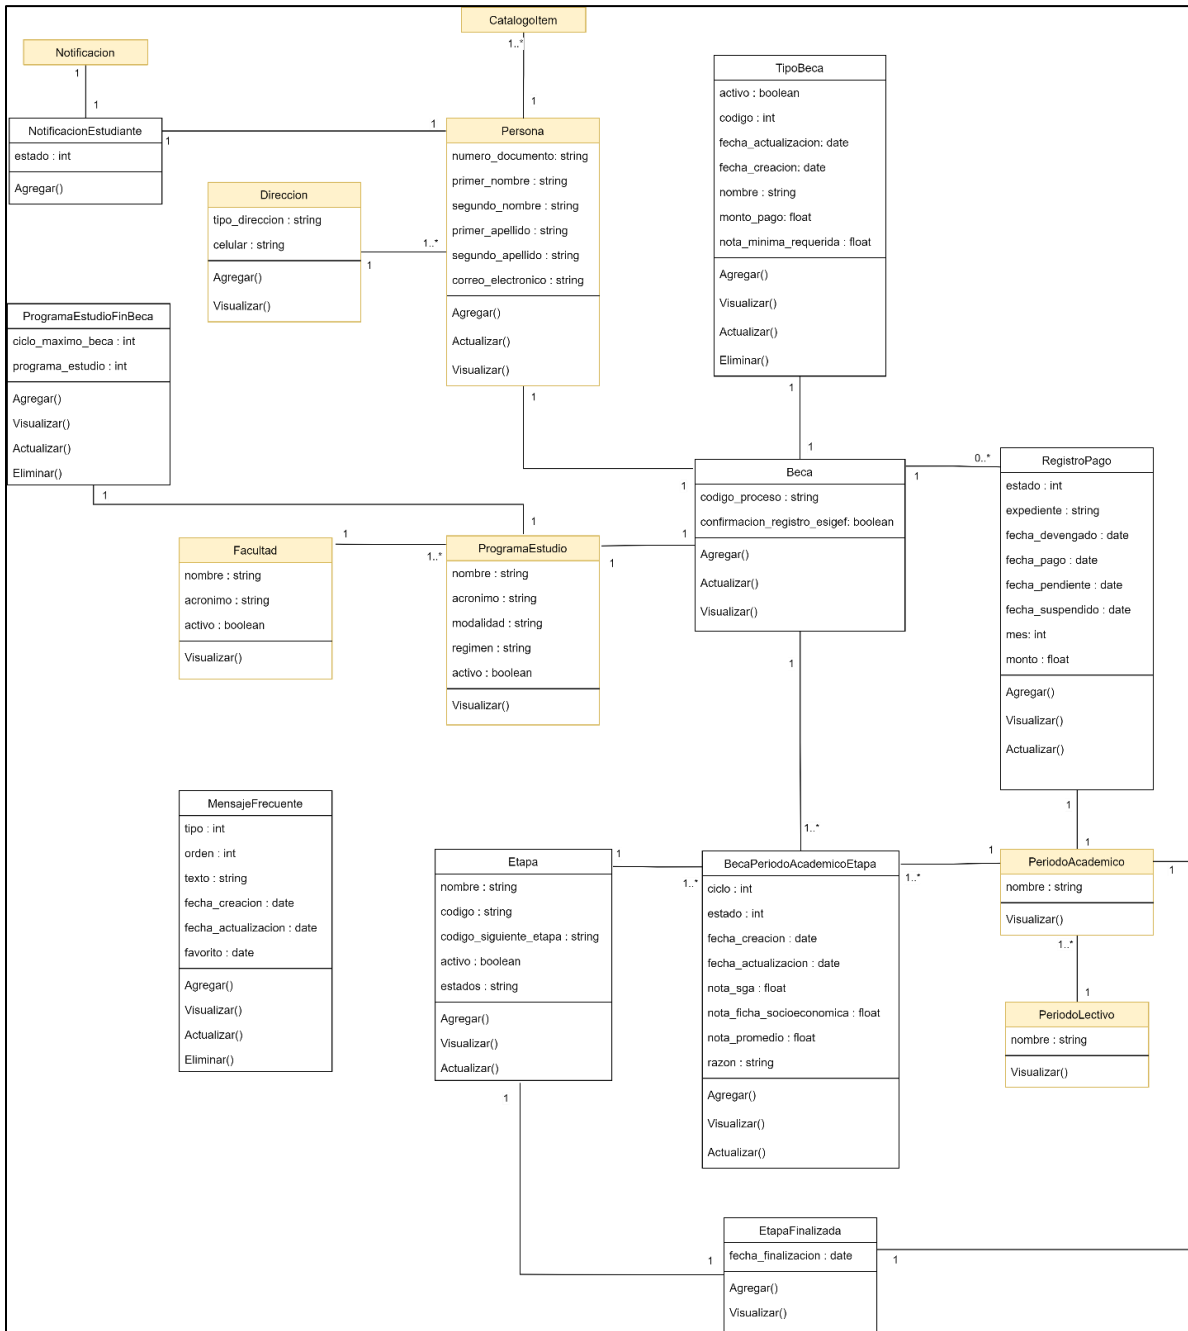 CatalogoItem
1..*
1
Notificacion
1
1
NotificacionEstudiante
estado : int
Agregar()
1
1
Persona
numero_documento: string
primer_nombre : string
segundo_nombre : string
primer_apellido : string
segundo_apellido : string
correo_electronico : string
Agregar()
Actualizar()
Visualizar()
1
TipoBeca
activo : boolean
codigo : int
fecha_actualizacion: date
fecha_creacion: date
nombre : string
monto_pago: float
nota_minima_requerida : float
Agregar()
Visualizar()
Actualizar()
Eliminar()
1
1
Direccion
tipo_direccion : string
celular : string
Agregar()
Visualizar()
1..*
1
ProgramaEstudioFinBeca
ciclo_maximo_beca : int
programa_estudio : int
Agregar()
Visualizar()
Actualizar()
Eliminar()
1
1
Beca
codigo_proceso : string
confirmacion_registro_esigef: boolean
Agregar()
Actualizar()
Visualizar()
1
1
1
0..*
1
RegistroPago
estado : int
expediente : string
fecha_devengado : date
fecha_pago : date
fecha_pendiente : date
fecha_suspendido : date
mes: int
monto : float
Agregar()
Visualizar()
Actualizar()
1
1
Facultad
nombre : string
acronimo : string
activo : boolean
Visualizar()
1
1..*
ProgramaEstudio
nombre : string
acronimo : string
modalidad : string
regimen : string
activo : boolean
Visualizar()
1
1..*
MensajeFrecuente
tipo : int
orden : int
texto : string
fecha_creacion : date
fecha_actualizacion : date
favorito : date
Agregar()
Visualizar()
Actualizar()
Eliminar()
Etapa
nombre : string
codigo : string
codigo_siguiente_etapa : string
activo : boolean
estados : string
Agregar()
Visualizar()
Actualizar()
1
1..*
1
BecaPeriodoAcademicoEtapa
ciclo : int
estado : int
fecha_creacion : date
fecha_actualizacion : date
nota_sga : float
nota_ficha_socioeconomica : float
nota_promedio : float
razon : string
Agregar()
Visualizar()
Actualizar()
1
1..*
PeriodoAcademico
nombre : string
Visualizar()
1
1..*
1
PeriodoLectivo
nombre : string
Visualizar()
EtapaFinalizada
fecha_finalizacion : date
Agregar()
Visualizar()
1
1